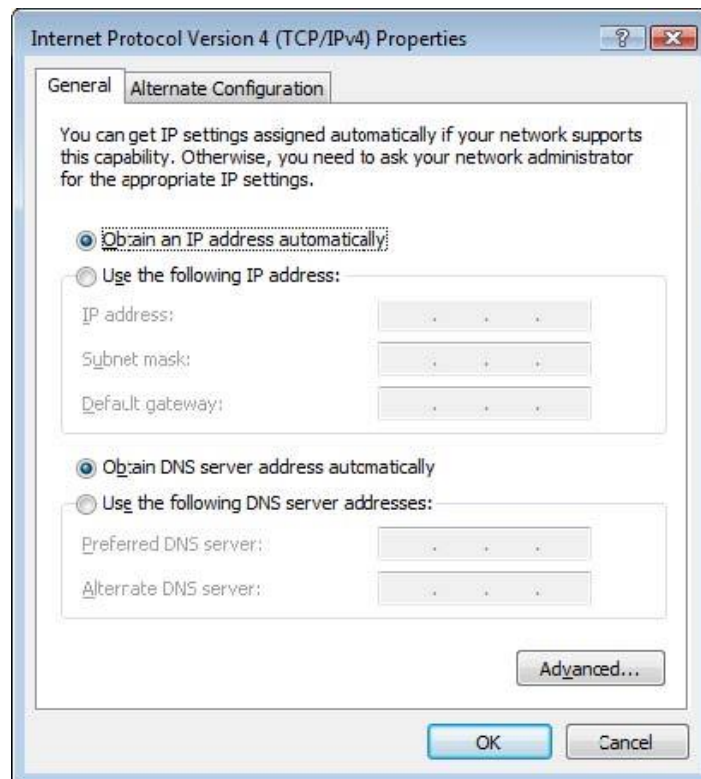 Internet Protocol Version 4 (TCP/IPv4) Properties
General
Alternate Configuration
You can get IP settings assigned automatically if your network supports
this capability. Otherwise, you need to ask your network administrator
for the appropriate IP settings.
Obtain an IP address automatically
Use the following IP address:
IP address:
Subnet mask:
Default gateway:
Obtain DNS server address automatically
Use the following DNS server addresses:
Preferred DNS server:
Alternate DNS server:
Advanced...
OK
Cancel